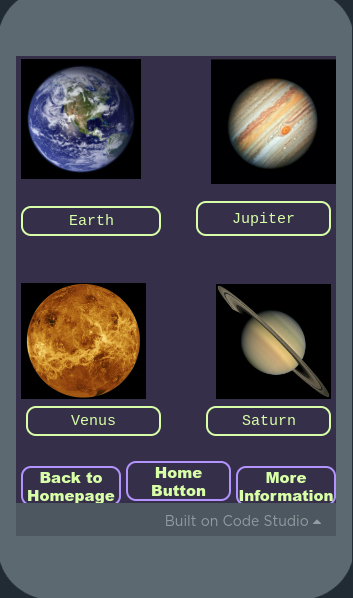 Earth
Jupiter
Venus
Saturn
Back to
Homepage
Home
Button
More
Information
Built on Code Studio